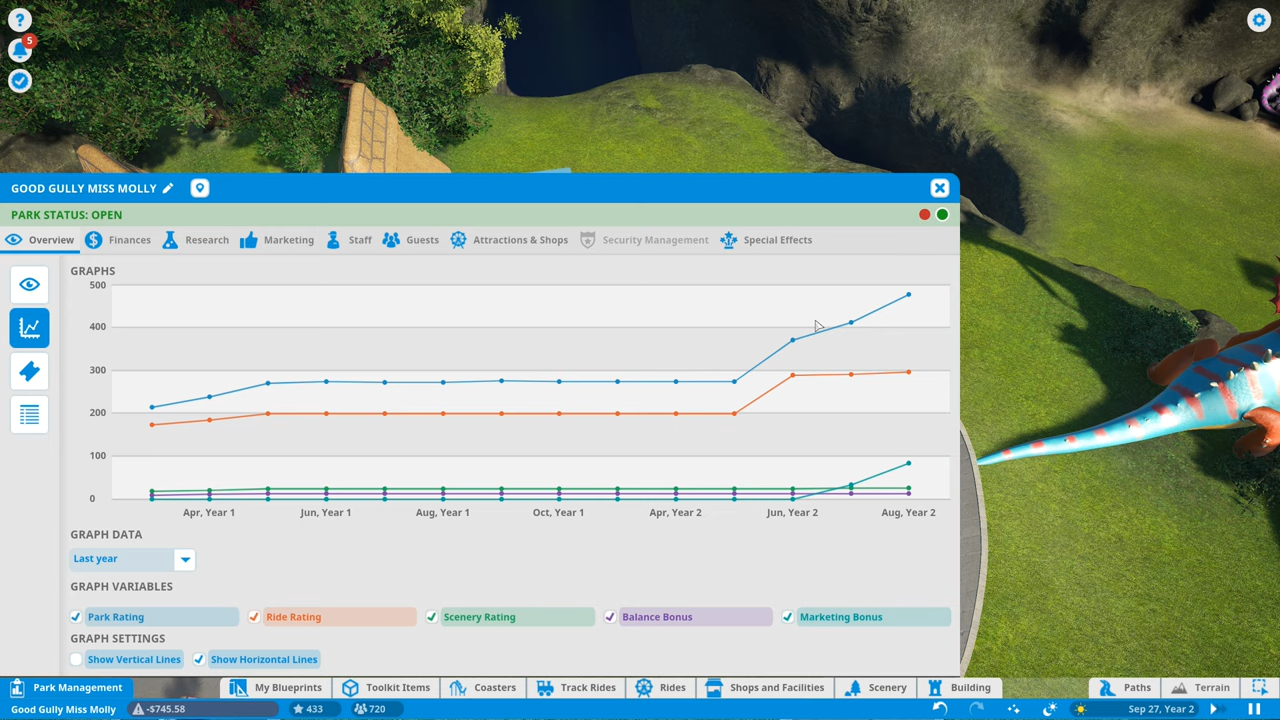 ?
5
GOOD GULLY MISS MOLLY
PARK STATUS: OPEN
Overview Finances Research Marketing Staff Guests Attractions & Shops Security Management Special Effects
GRAPHS
500
400
300
200
100
0
Apr, Year 1 Jun, Year 1 Aug, Year 1 Oct, Year 1 Apr, Year 2 Jun, Year 2 Aug, Year 2
GRAPH DATA
Last year
GRAPH VARIABLES
Park Rating Ride Rating Scenery Rating Balance Bonus Marketing Bonus
GRAPH SETTINGS
Show Vertical Lines Show Horizontal Lines
Park Management My Blueprints Toolkit Items Coasters Track Rides Rides Shops and Facilities Scenery Building Paths Terrain
Good Gully Miss Molly -$745.58 433 720 Sep 27, Year 2